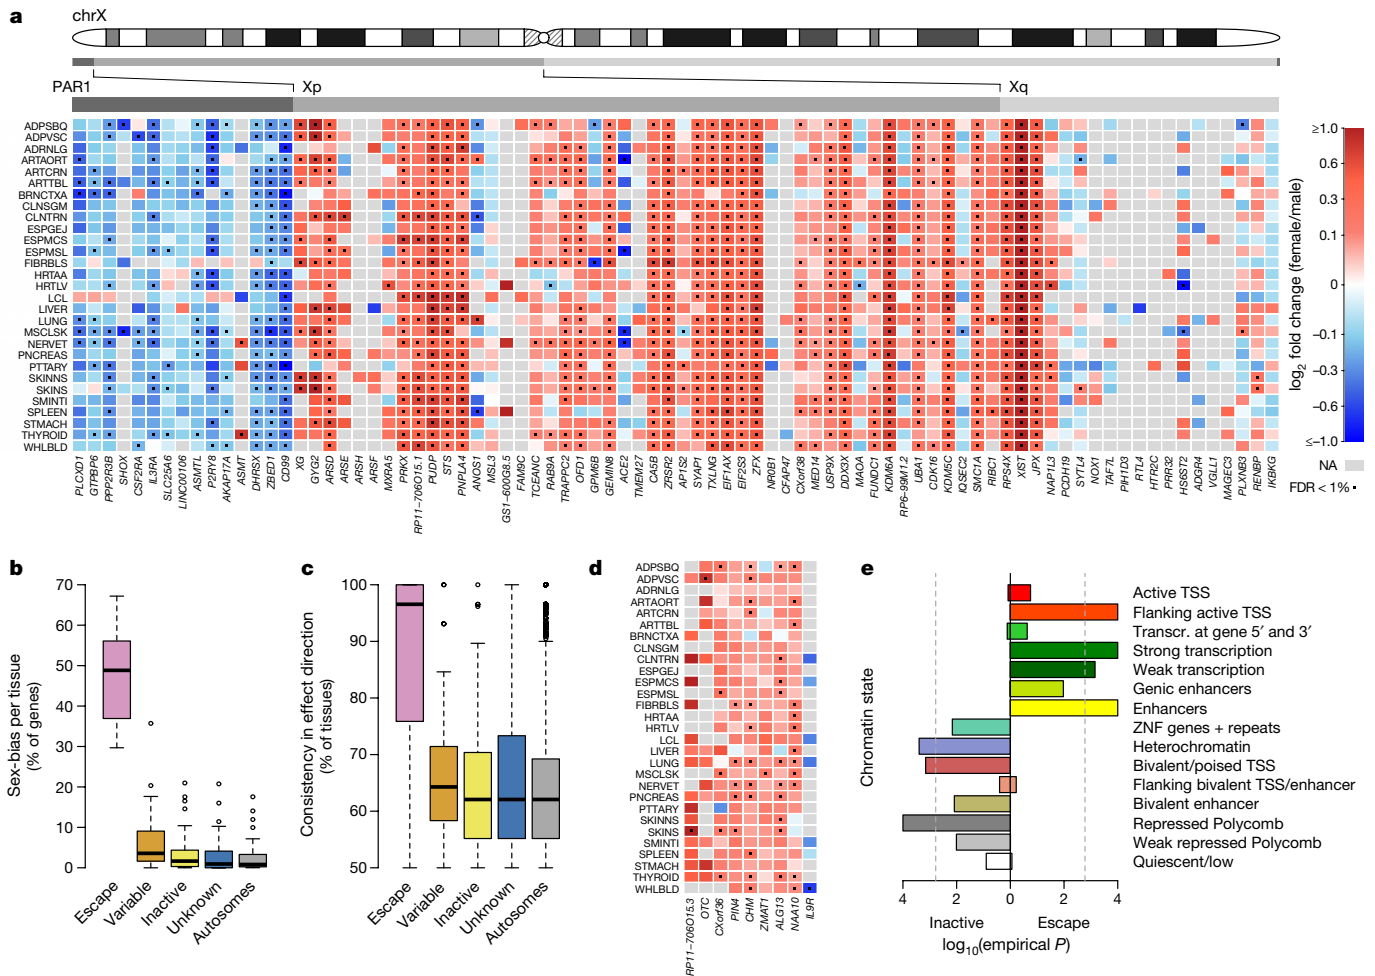 a
chrX
PAR1
Xp
Xq
ADPSBQ
ADPVSC
ADRNLG
ARTAORT
ARTCRN
ARTTBL
BRNCTXA
CLNSGM
CLNTRN
ESPGEJ
ESPMCS
ESPMSL
FIBRBLS
HRTAA
HRTLV
LCL
LIVER
LUNG
MSCLSK
NERVET
PNCREAS
PTTARY
SKINNS
SKINS
SMINTI
SPLEEN
STMACH
THYROID
WHLBLD
PLCXD1
GTPBP6
PPP2R3B
SHOX
CSF2RA
IL3RA
SLC25A6
LINC00106
ASMTL
P2RY8
AKAP17A
ASMT
DHRSX
ZBED1
CD99
XG
GYG2
ARSD
ARSE
ARSH
ARSF
MXRA5
PRKX
RP11-706O15.1
PUDP
STS
PNPLA4
ANOS1
MSL3
GS1-600G8.5
FAM9C
TCEANC
RAB9A
TRAPPC2
OFD1
GPM6B
GEMIN8
ACE2
TMEM27
CA5B
ZRSR2
AP1S2
SYAP1
TXLNG
EIF1AX
EIF2S3
ZFX
NR0B1
CFAP47
CXorf38
MED14
USP9X
DDX3X
MAOA
FUNDC1
KDM6A
RP6-99M1.2
UBA1
CDK16
KDM5C
IQSEC2
SMC1A
RIBC1
RPS4X
XIST
JPX
NAP1L3
PCDH19
SYTL4
NOX1
TAF7L
PIH1D3
RTL4
HTR2C
PRR32
HS6ST2
ADGR4
VGLL1
MAGEC3
PLXNB3
RENBP
IKBKG
≥1.0
0.6
0.3
0.1
0
−0.1
−0.3
−0.6
≤−1.0
log2 fold change (female/male)
NA
FDR < 1%
b
Sex-bias per tissue
(% of genes)
70
60
50
40
30
20
10
0
Escape
Variable
Inactive
Unknown
Autosomes
c
Consistency in effect direction
(% of tissues)
100
90
80
70
60
50
Escape
Variable
Inactive
Unknown
Autosomes
d
ADPSBQ
ADPVSC
ADRNLG
ARTAORT
ARTCRN
ARTTBL
BRNCTXA
CLNSGM
CLNTRN
ESPGEJ
ESPMCS
ESPMSL
FIBRBLS
HRTAA
HRTLV
LCL
LIVER
LUNG
MSCLSK
NERVET
PNCREAS
PTTARY
SKINNS
SKINS
SMINTI
SPLEEN
STMACH
THYROID
WHLBLD
RP11-706O15.3
OTC
CXorf36
PIN4
CHM
ZMAT1
ALG13
NAA10
IL9R
e
Chromatin state
Active TSS
Flanking active TSS
Transcr. at gene 5′ and 3′
Strong transcription
Weak transcription
Genic enhancers
Enhancers
ZNF genes + repeats
Heterochromatin
Bivalent/poised TSS
Flanking bivalent TSS/enhancer
Bivalent enhancer
Repressed Polycomb
Weak repressed Polycomb
Quiescent/low
4
2
0
2
4
Inactive
Escape
log10(empirical P)